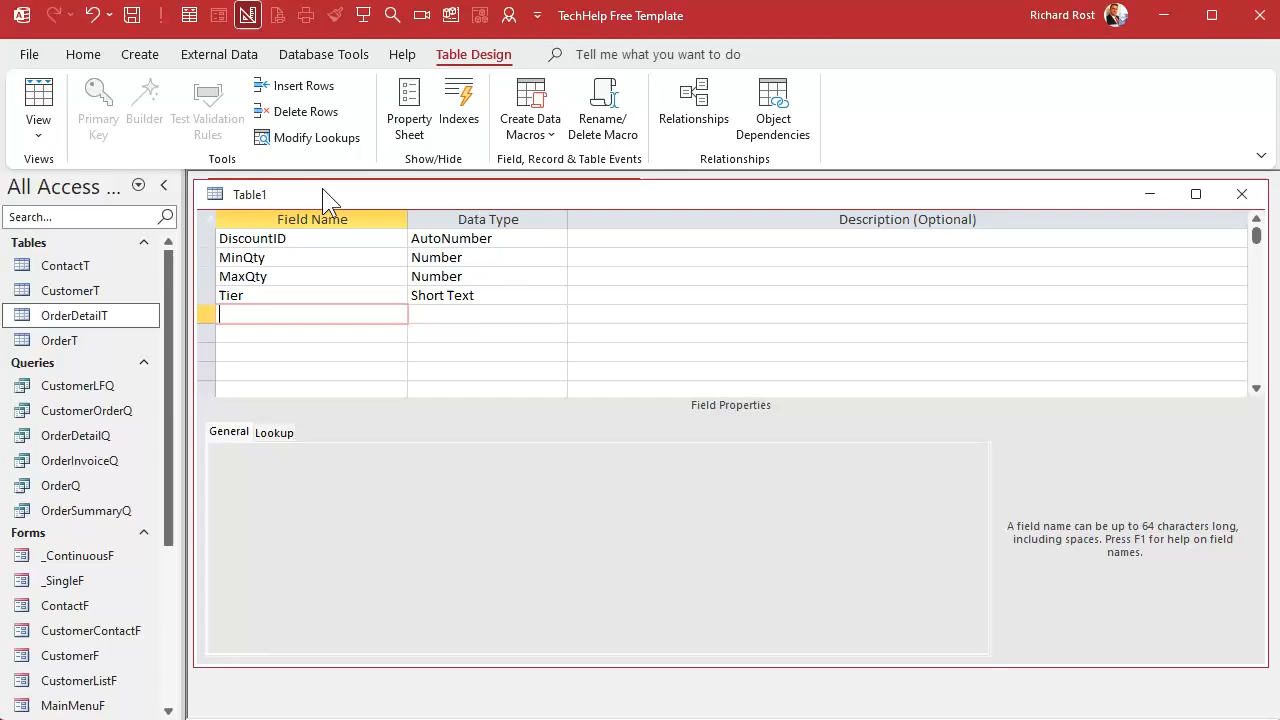 TechHelp Free Template
Richard Rost
File
Home
Create
External Data
Database Tools
Help
Table Design
Tell me what you want to do
View
Views
Primary Key
Builder
Test Validation Rules
Insert Rows
Delete Rows
Modify Lookups
Tools
Property Sheet
Indexes
Show/Hide
Create Data Macros
Rename/ Delete Macro
Field, Record & Table Events
Relationships
Object Dependencies
Relationships
All Access ...
Search...
Tables
ContactT
CustomerT
OrderDetailT
OrderT
Queries
CustomerLFQ
CustomerOrderQ
OrderDetailQ
OrderInvoiceQ
OrderQ
OrderSummaryQ
Forms
_ContinuousF
_SingleF
ContactF
CustomerContactF
CustomerF
CustomerListF
MainMenuF
Table1
Field Name Data Type Description (Optional)
DiscountID AutoNumber
MinQty Number
MaxQty Number
Tier Short Text
Field Properties
General Lookup
A field name can be up to 64 characters long,
including spaces. Press F1 for help on field
names.